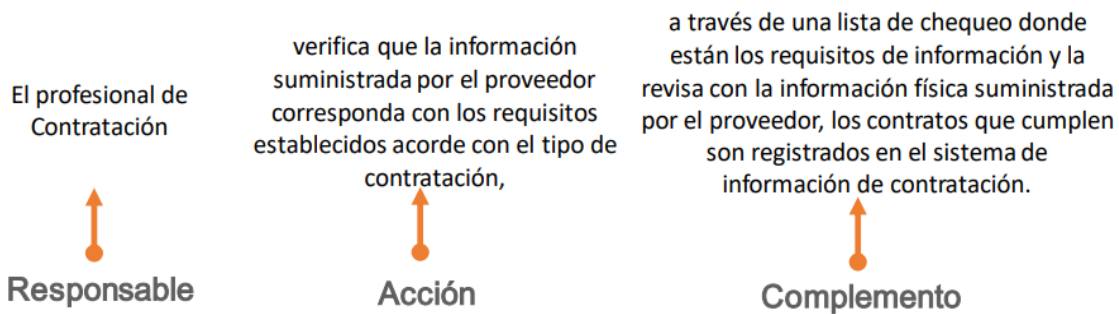 El profesional de
Contratación
Responsable
verifica que la información
suministrada por el proveedor
corresponda con los requisitos
establecidos acorde con el tipo de
contratación,
Acción
a través de una lista de chequeo donde
están los requisitos de información y la
revisa con la información física suministrada
por el proveedor, los contratos que cumplen
son registrados en el sistema de
información de contratación.
Complemento